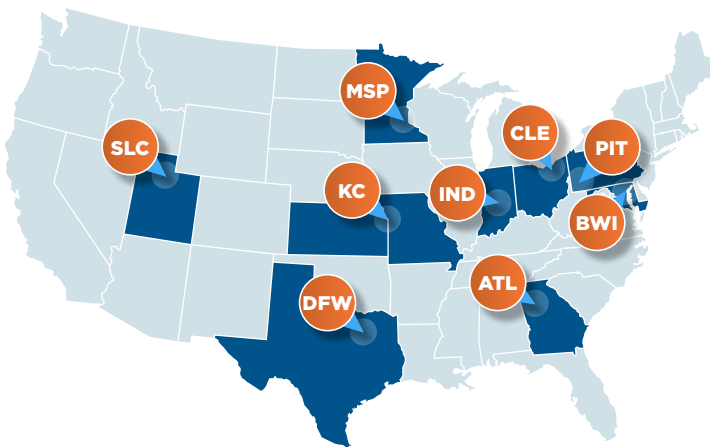 MSP
CLE
SLC
PIT
KC
IND
BWI
ATL
DFW